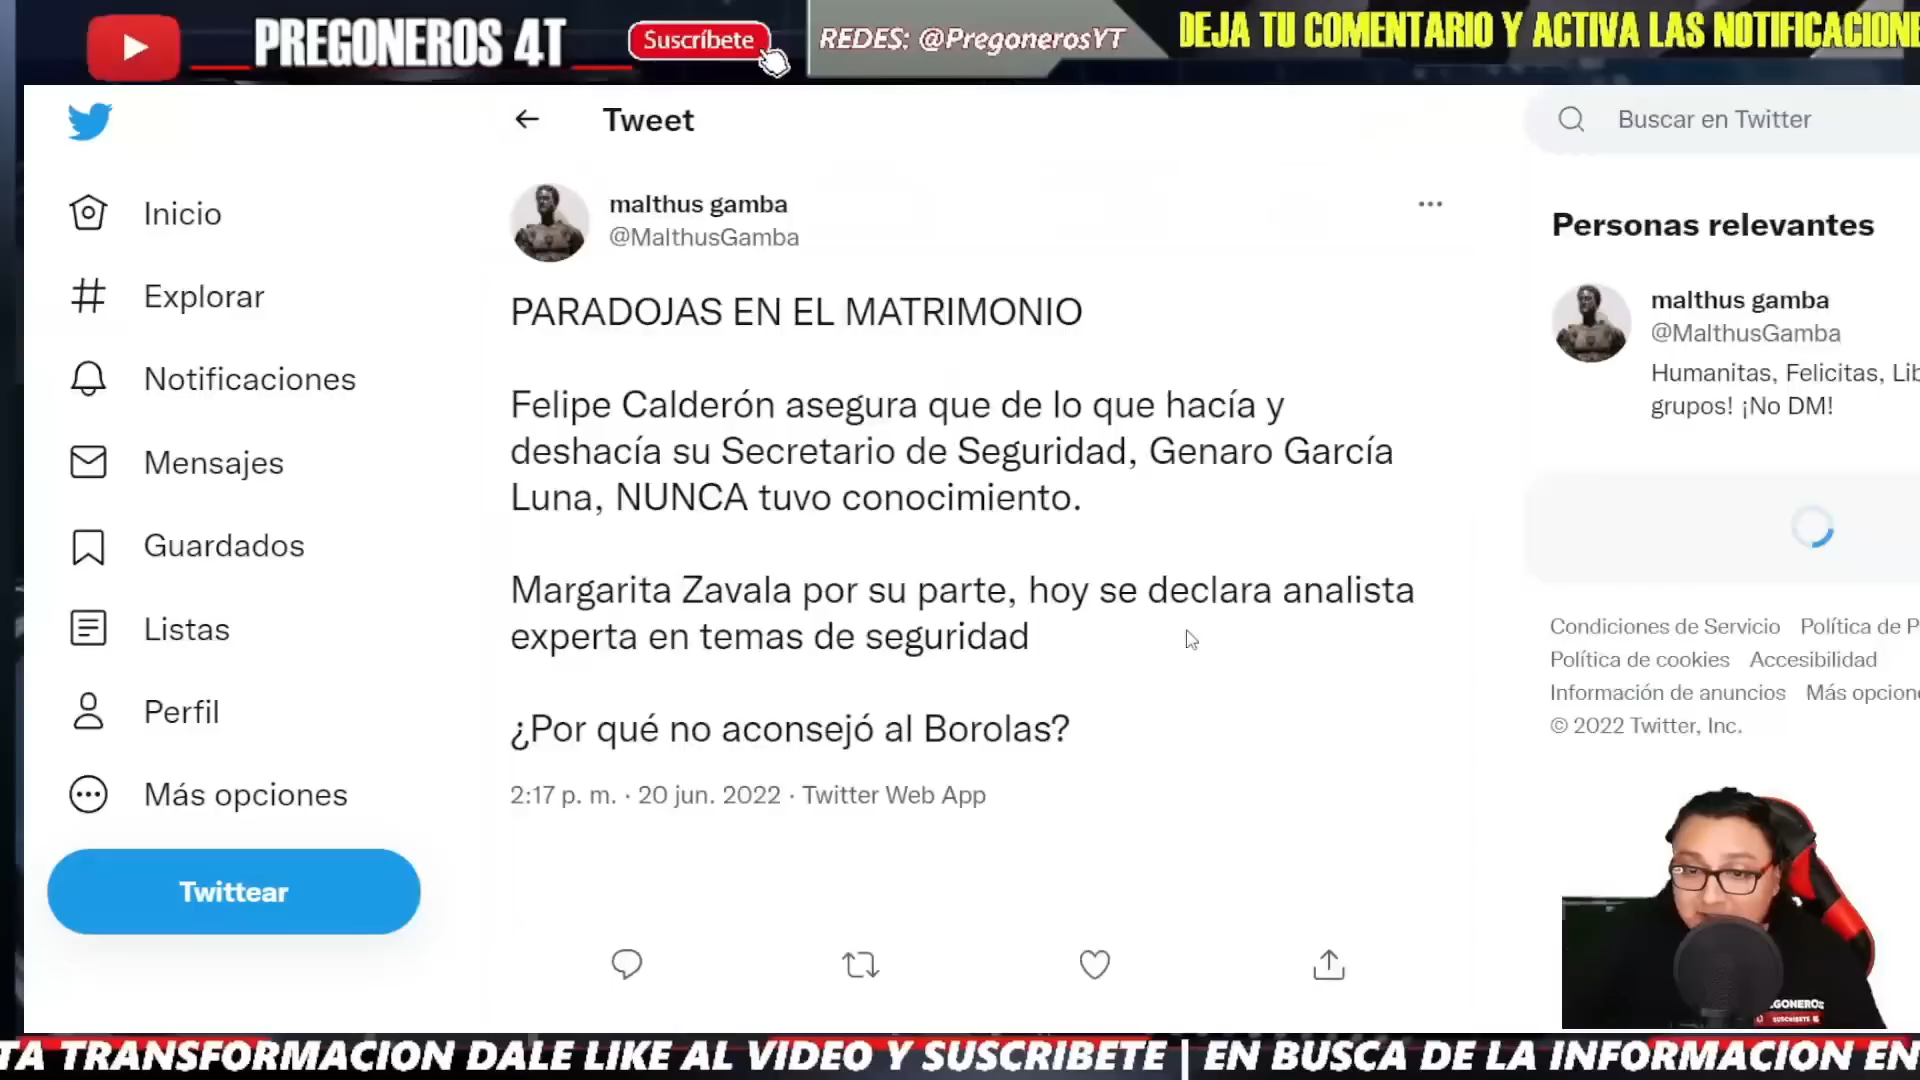 PREGONEROS 4T
Suscríbete
REDES: @PregonerosYT
DEJA TU COMENTARIO Y ACTIVA LAS NOTIFICACIONE
Tweet
Buscar en Twitter
Inicio
Explorar
Notificaciones
Mensajes
Guardados
Listas
Perfil
Más opciones
Twittear
malthus gamba
@MalthusGamba
PARADOJAS EN EL MATRIMONIO
Felipe Calderón asegura que de lo que hacía y
deshacía su Secretario de Seguridad, Genaro García
Luna, NUNCA tuvo conocimiento.
Margarita Zavala por su parte, hoy se declara analista
experta en temas de seguridad
¿Por qué no aconsejó al Borolas?
2:17 p. m. · 20 jun. 2022 · Twitter Web App
Personas relevantes
malthus gamba
@MalthusGamba
Humanitas, Felicitas, Lib
grupos! ¡No DM!
Condiciones de Servicio Política de P
Política de cookies Accesibilidad
Información de anuncios Más opcione
© 2022 Twitter, Inc.
GONEROS
SUSCRIBETE
TA TRANSFORMACION DALE LIKE AL VIDEO Y SUSCRIBETE | EN BUSCA DE LA INFORMACION EN